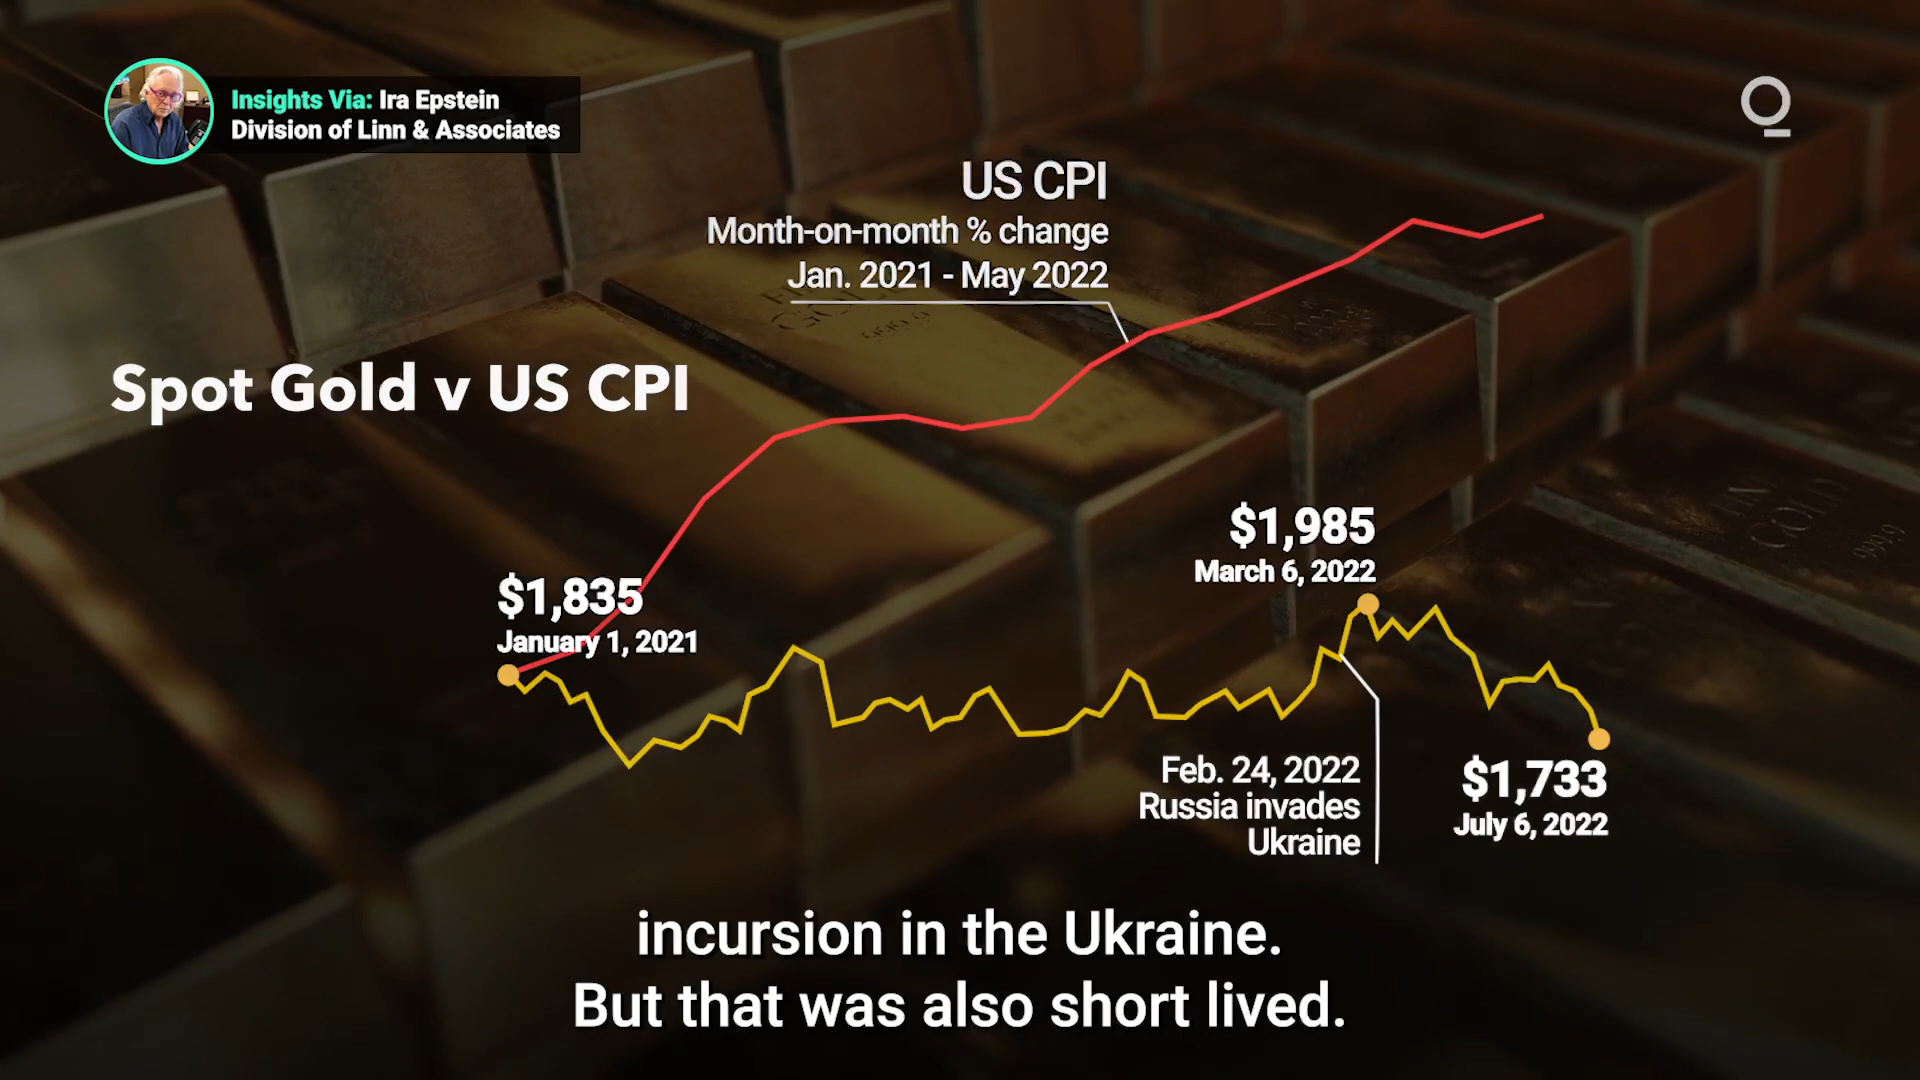 Insights Via: Ira Epstein
Division of Linn & Associates
US CPI
Month-on-month % change
Jan. 2021 - May 2022
Spot Gold v US CPI
$1,985
March 6, 2022
$1,835
January 1, 2021
Feb. 24, 2022
Russia invades
Ukraine
$1,733
July 6, 2022
incursion in the Ukraine.
But that was also short lived.